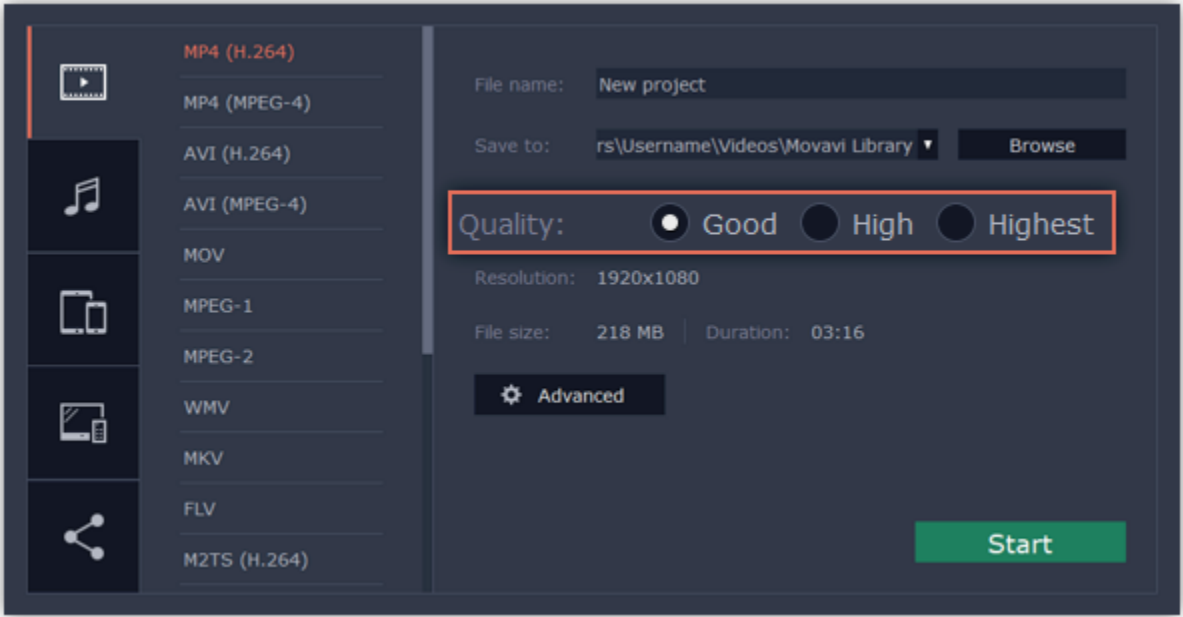 MP4 (H.264)
MP4 (MPEG-4)
AVI (H.264)
AVI (MPEG-4)
MOV
MPEG-1
MPEG-2
WMV
MKV
FLV
M2TS (H.264)
File name: New project
Save to: rs\Username\Videos\Movavi Library Browse
Quality: Good High Highest
Resolution: 1920x1080
File size: 218 MB Duration: 03:16
Advanced
Start